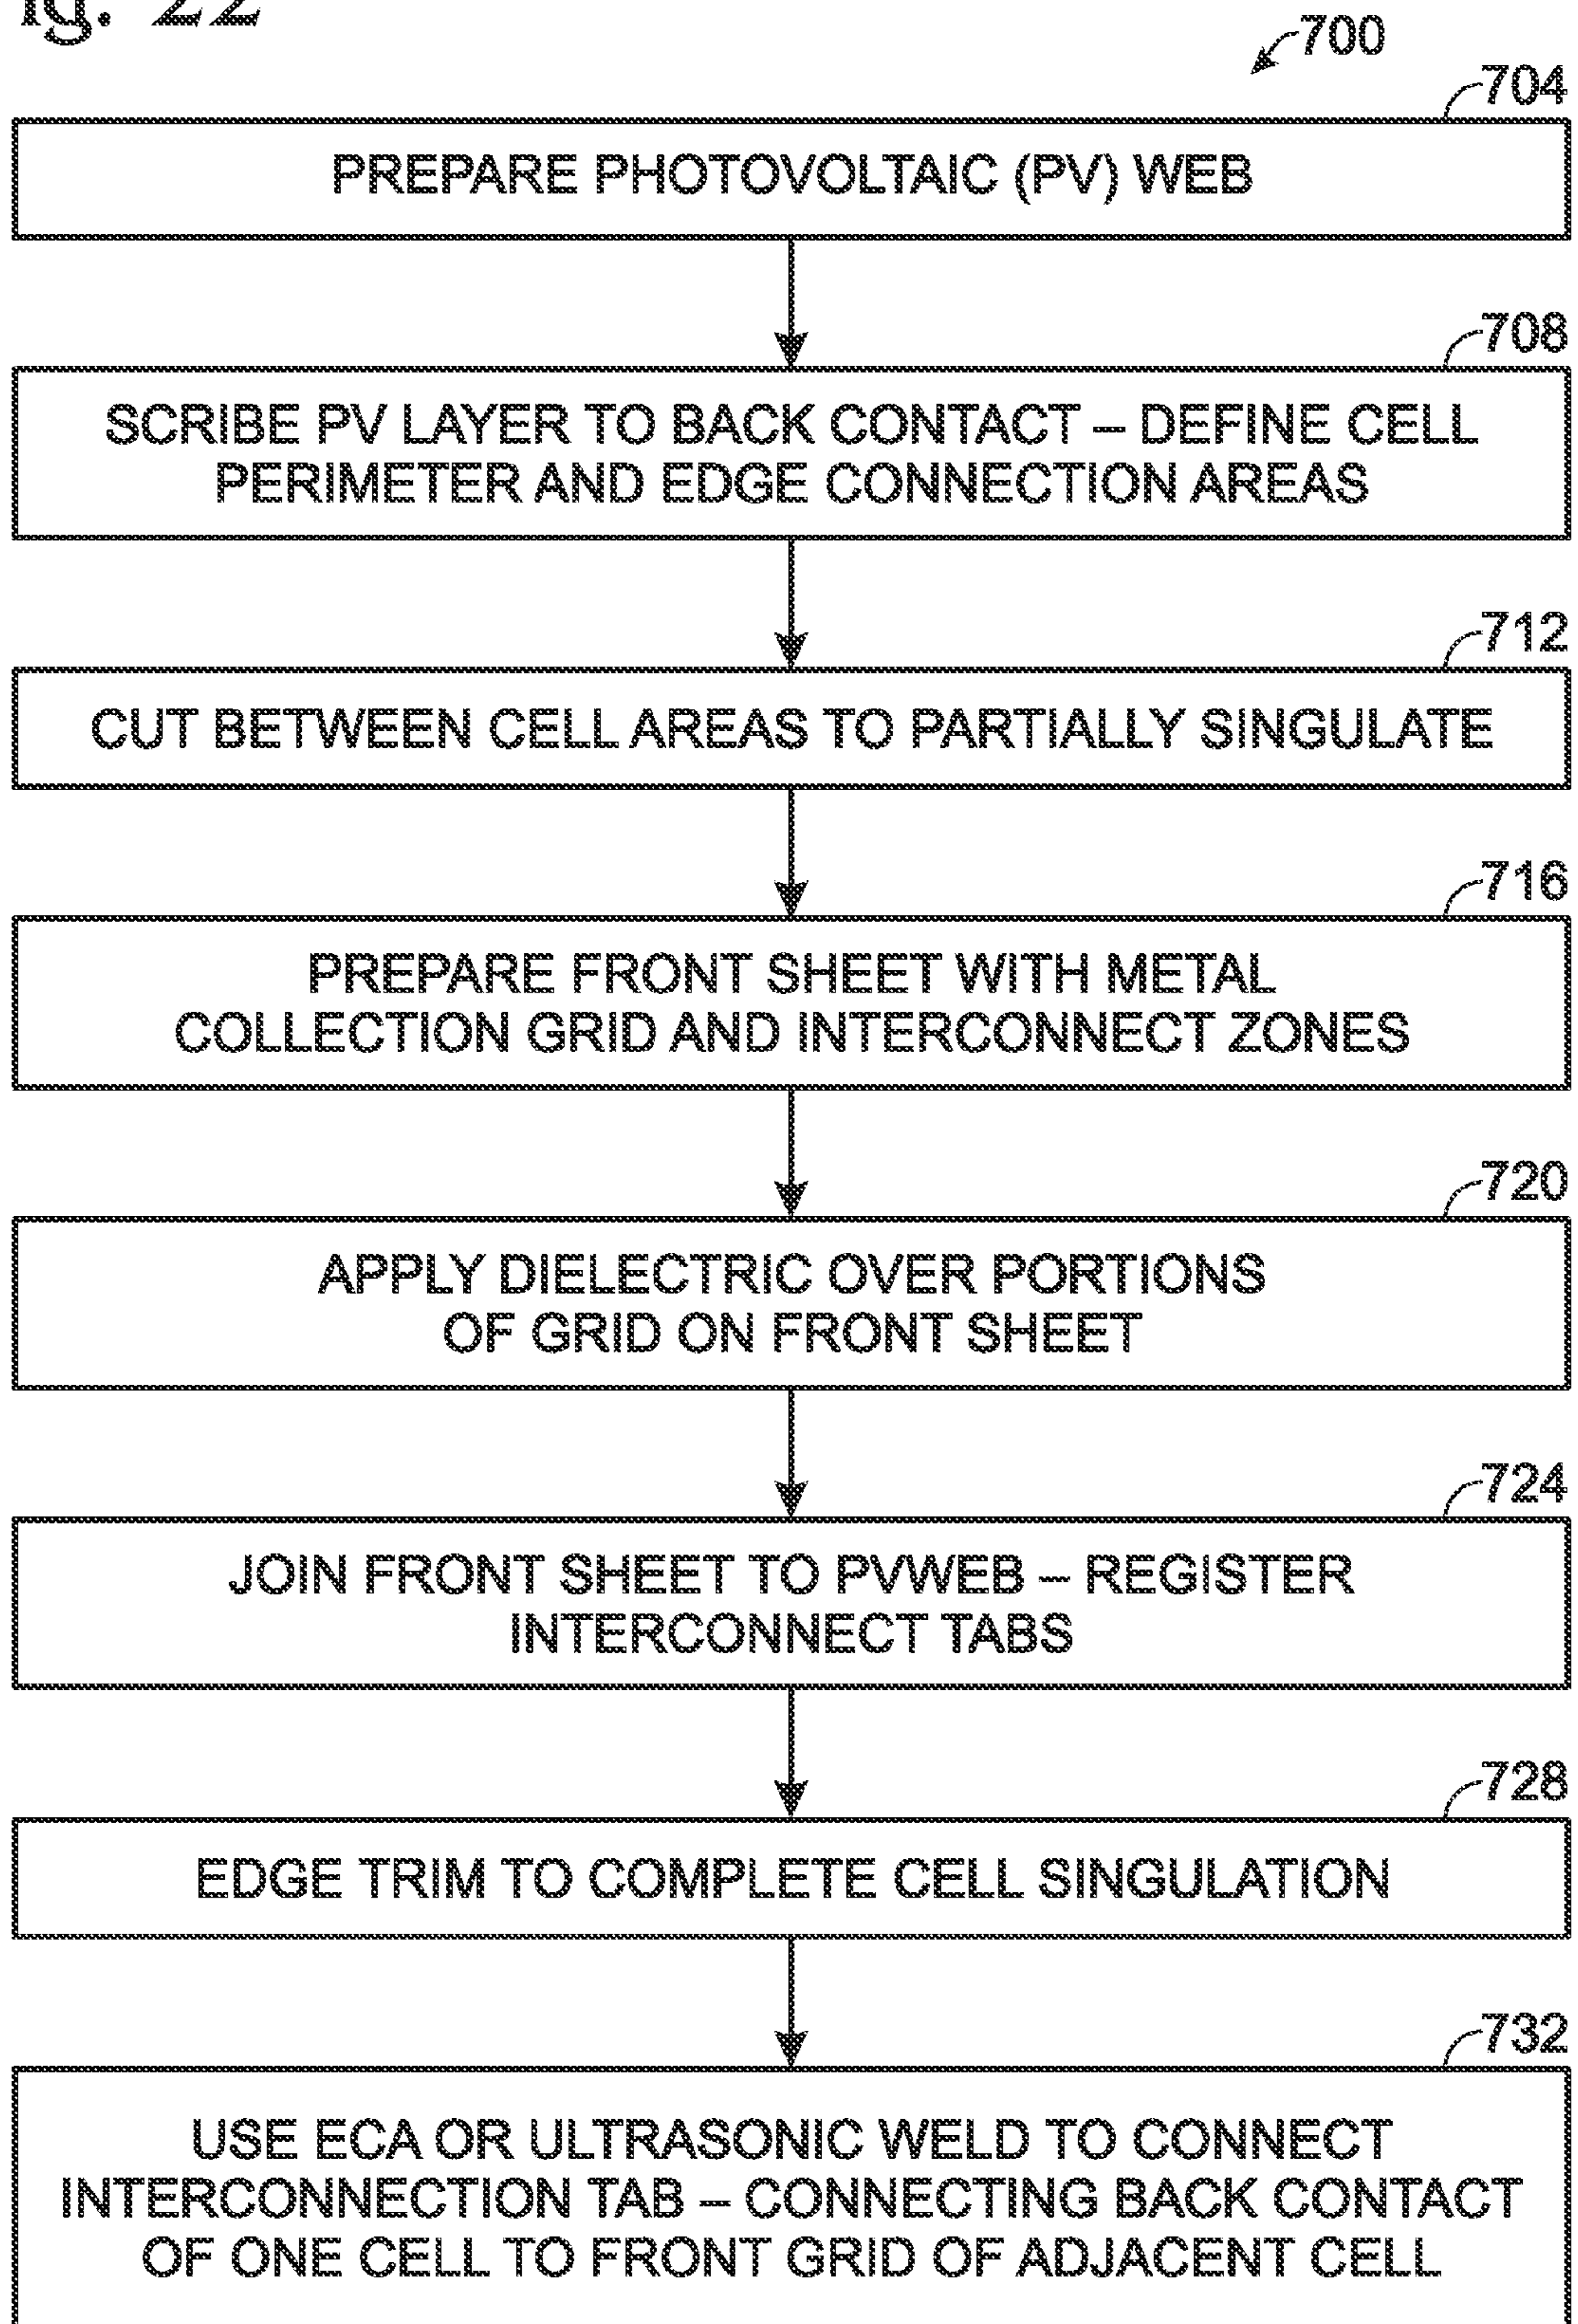 ig. 22
700
704
PREPARE PHOTOVOLTAIC (PV) WEB
708
SCRIBE PV LAYER TO BACK CONTACT – DEFINE CELL
PERIMETER AND EDGE CONNECTION AREAS
712
CUT BETWEEN CELL AREAS TO PARTIALLY SINGULATE
716
PREPARE FRONT SHEET WITH METAL
COLLECTION GRID AND INTERCONNECT ZONES
720
APPLY DIELECTRIC OVER PORTIONS
OF GRID ON FRONT SHEET
724
JOIN FRONT SHEET TO PVWEB – REGISTER
INTERCONNECT TABS
728
EDGE TRIM TO COMPLETE CELL SINGULATION
732
USE ECA OR ULTRASONIC WELD TO CONNECT
INTERCONNECTION TAB – CONNECTING BACK CONTACT
OF ONE CELL TO FRONT GRID OF ADJACENT CELL